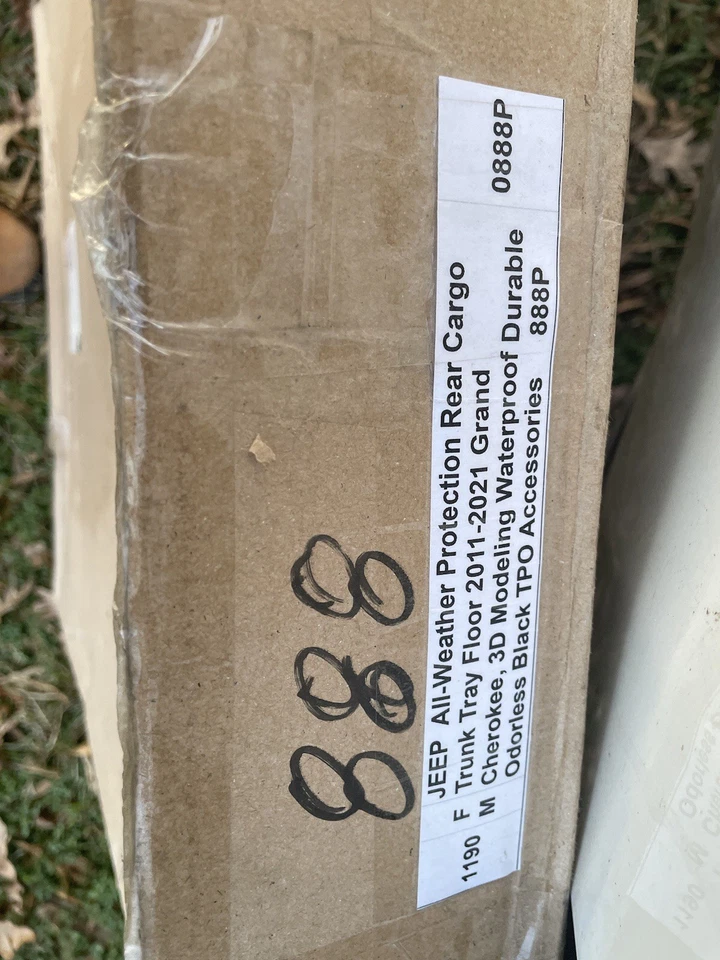 888
JEEP All-Weather Protection Rear Cargo
1190 F Trunk Tray Floor 2011-2021 Grand 0888P
M Cherokee, 3D Modeling Waterproof Durable
Odorless Black TPO Accessories 888P